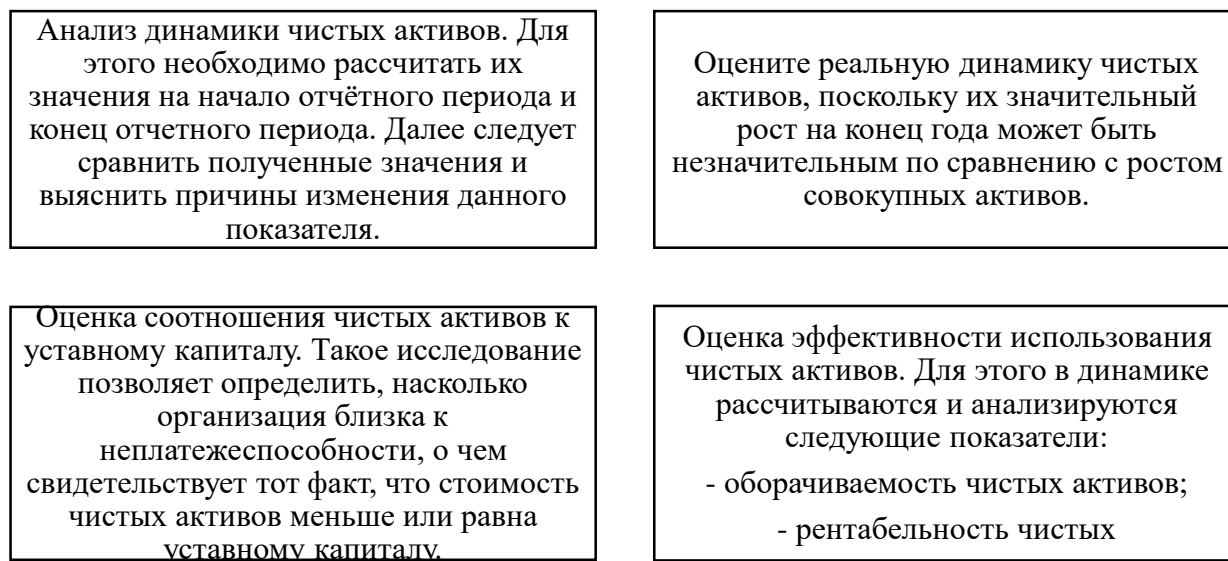 Анализ динамики чистых активов. Для
этого необходимо рассчитать их
значения на начало отчётного периода и
конец отчетного периода. Далее следует
сравнить полученные значения и
выяснить причины изменения данного
показателя.
Оцените реальную динамику чистых
активов, поскольку их значительный
рост на конец года может быть
незначительным по сравнению с ростом
совокупных активов.
Оценка соотношения чистых активов к
уставному капиталу. Такое исследование
позволяет определить, насколько
организация близка к
неплатежеспособности, о чем
свидетельствует тот факт, что стоимость
чистых активов меньше или равна
уставному капиталу.
Оценка эффективности использования
чистых активов. Для этого в динамике
рассчитываются и анализируются
следующие показатели:
- оборачиваемость чистых активов;
- рентабельность чистых